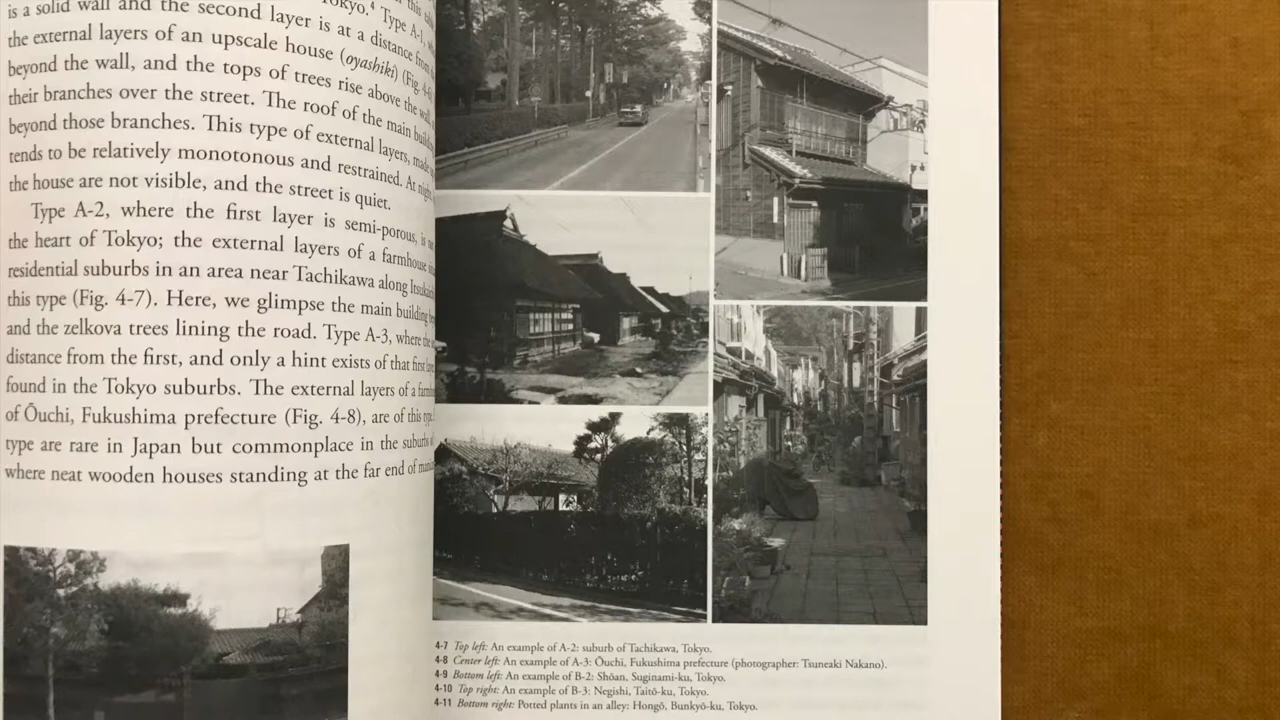 is a solid wall and the second layer is at a distance from
Tokyo.⁴ Type A-1,
the external layers of an upscale house (oyashiki) (Fig. 4-6)
beyond the wall, and the tops of trees rise above the wall,
their branches over the street. The roof of the main building
beyond those branches. This type of external layers, made
tends to be relatively monotonous and restrained. At night,
the house are not visible, and the street is quiet.
Type A-2, where the first layer is semi-porous, is
the heart of Tokyo; the external layers of a farmhouse
residential suburbs in an area near Tachikawa along
this type (Fig. 4-7). Here, we glimpse the main building
and the zelkova trees lining the road. Type A-3, where the
distance from the first, and only a hint exists of that first
found in the Tokyo suburbs. The external layers of a
of Ōuchi, Fukushima prefecture (Fig. 4-8), are of this type.
type are rare in Japan but commonplace in the suburbs
where neat wooden houses standing at the far end of
4-7 Top left: An example of A-2: suburb of Tachikawa, Tokyo.
4-8 Center left: An example of A-3: Ōuchi, Fukushima prefecture (photographer: Tsuneaki Nakano).
4-9 Bottom left: An example of B-2: Shōan, Suginami-ku, Tokyo.
4-10 Top right: An example of B-3: Negishi, Taitō-ku, Tokyo.
4-11 Bottom right: Potted plants in an alley: Hongō, Bunkyō-ku, Tokyo.